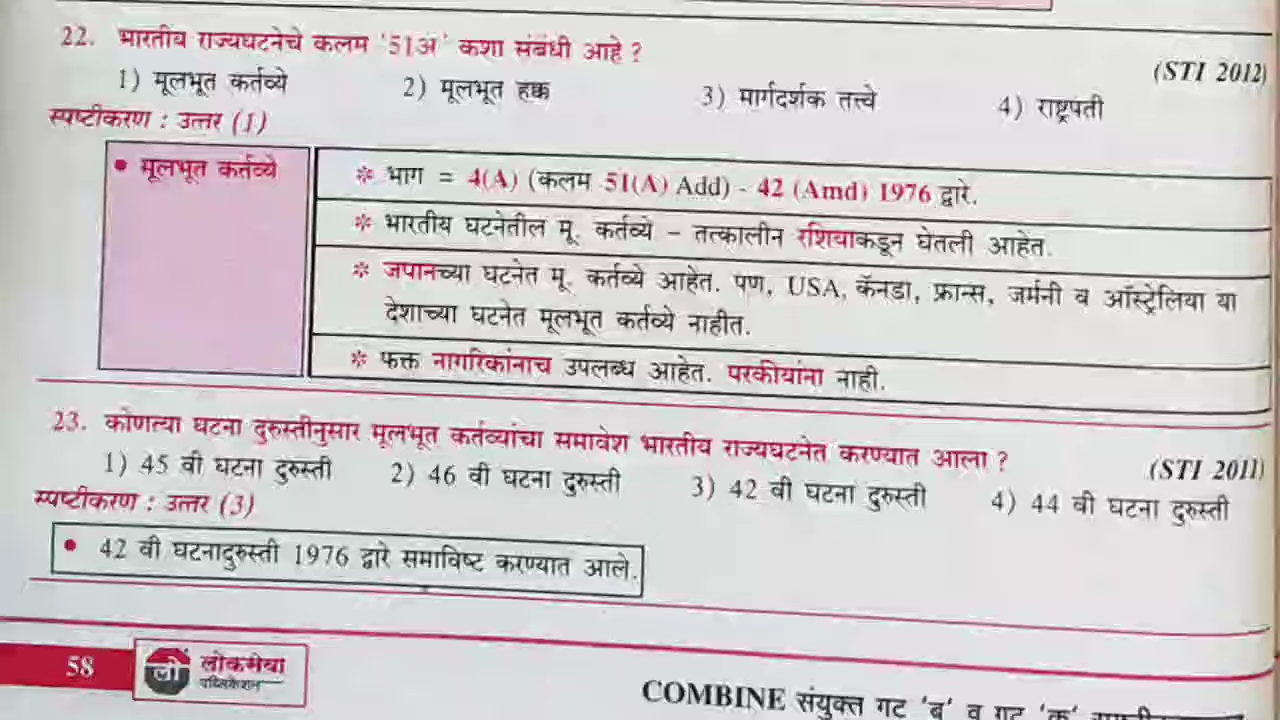 22. भारतीय राज्यघटनेचे कलम '51अ' कशा संबंधी आहे ?
(STI 2012)
1) मूलभूत कर्तव्ये 2) मूलभूत हक्क 3) मार्गदर्शक तत्त्वे 4) राष्ट्रपती
स्पष्टीकरण : उत्तर (1)
• मूलभूत कर्तव्ये
* भाग = 4(A) (कलम 51(A) Add) - 42 (Amd) 1976 द्वारे.
* भारतीय घटनेतील मू. कर्तव्ये - तत्कालीन रशियाकडून घेतली आहेत.
* जपानच्या घटनेत मू. कर्तव्ये आहेत. पण, USA, कॅनडा, फ्रान्स, जर्मनी व ऑस्ट्रेलिया या
देशाच्या घटनेत मूलभूत कर्तव्ये नाहीत.
* फक्त नागरिकांनाच उपलब्ध आहेत. परकीयांना नाही.
23. कोणत्या घटना दुरुस्तीनुसार मूलभूत कर्तव्यांचा समावेश भारतीय राज्यघटनेत करण्यात आला ?
(STI 2011)
1) 45 वी घटना दुरुस्ती 2) 46 वी घटना दुरुस्ती 3) 42 वी घटना दुरुस्ती 4) 44 वी घटना दुरुस्ती
स्पष्टीकरण : उत्तर (3)
• 42 वी घटनादुरुस्ती 1976 द्वारे समाविष्ट करण्यात आले.
58
लो
पब्लिकेशन
COMBINE संयुक्त गट 'ब' व गट 'क'